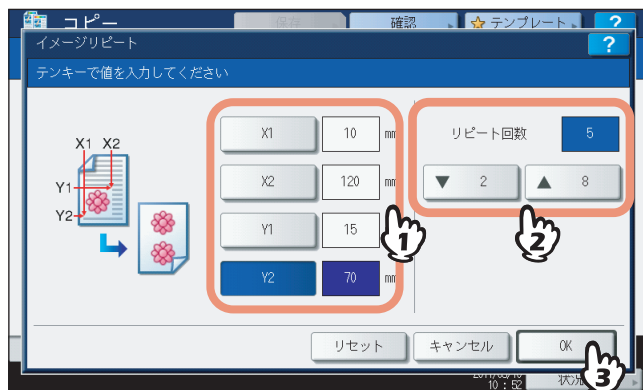 コピー
保存
確認
テンプレート
?
イメージリピート
?
テンキーで値を入力してください
X1 X2
Y1
Y2
X1 10 mm
X2 120 mm
Y1 15
Y2 70 mm
リピート回数 5
▼ 2 ▲ 8
1
2
リセット
キャンセル
OK
3
10:52
状況